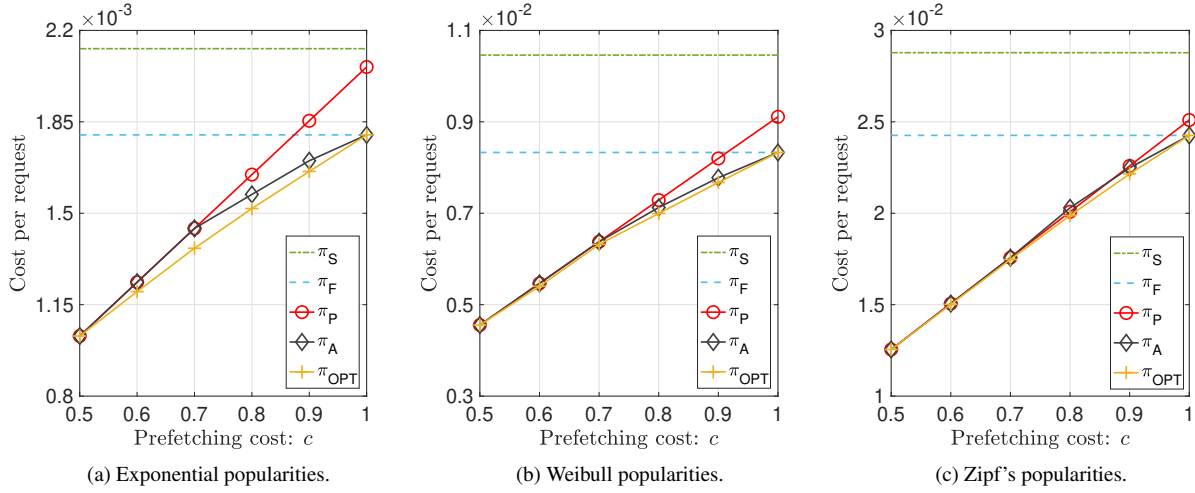 ×10⁻³
2.2
1.85
1.5
1.15
0.8
Cost per request
π_S
π_F
π_P
π_A
π_OPT
0.5 0.6 0.7 0.8 0.9 1
Prefetching cost: c
(a) Exponential popularities.
×10⁻²
1.1
0.9
0.7
0.5
0.3
Cost per request
π_S
π_F
π_P
π_A
π_OPT
0.5 0.6 0.7 0.8 0.9 1
Prefetching cost: c
(b) Weibull popularities.
×10⁻²
3
2.5
2
1.5
1
Cost per request
π_S
π_F
π_P
π_A
π_OPT
0.5 0.6 0.7 0.8 0.9 1
Prefetching cost: c
(c) Zipf's popularities.